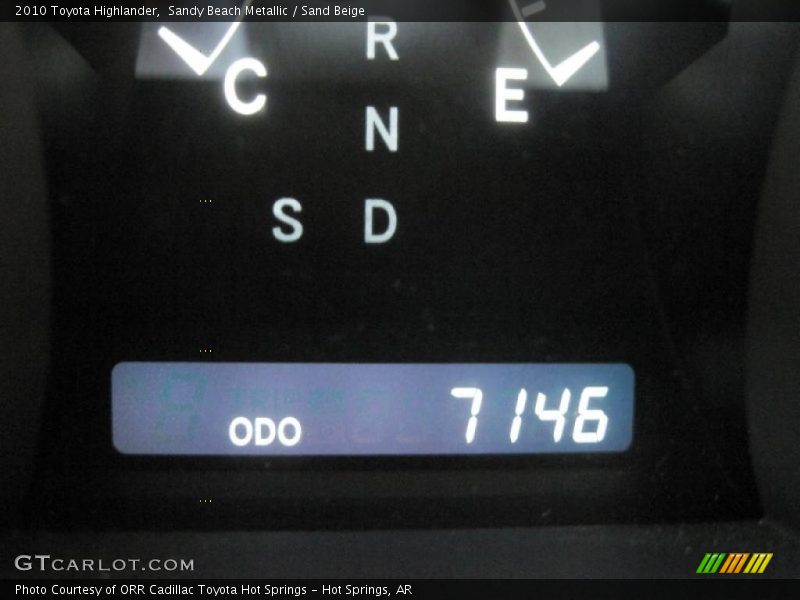 2010 Toyota Highlander,  Sandy Beach Metallic / Sand Beige
R
C
E
N
S D
ODO 7146
GTCARLOT.COM
Photo Courtesy of ORR Cadillac Toyota Hot Springs - Hot Springs, AR